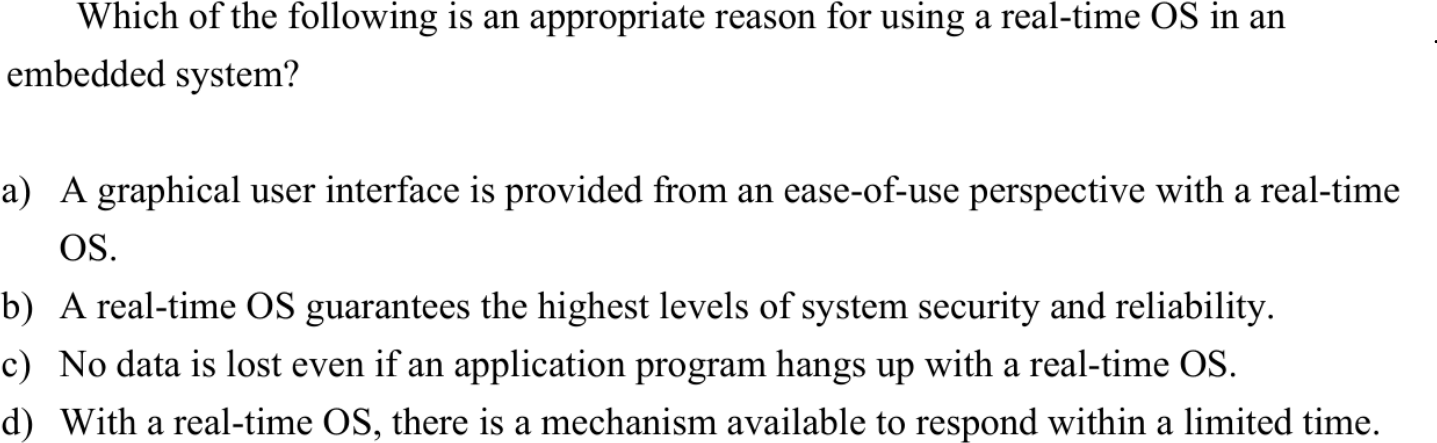 Which of the following is an appropriate reason for using a real-time OS in an
embedded system?
a) A graphical user interface is provided from an ease-of-use perspective with a real-time
OS.
b) A real-time OS guarantees the highest levels of system security and reliability.
c) No data is lost even if an application program hangs up with a real-time OS.
d) With a real-time OS, there is a mechanism available to respond within a limited time.